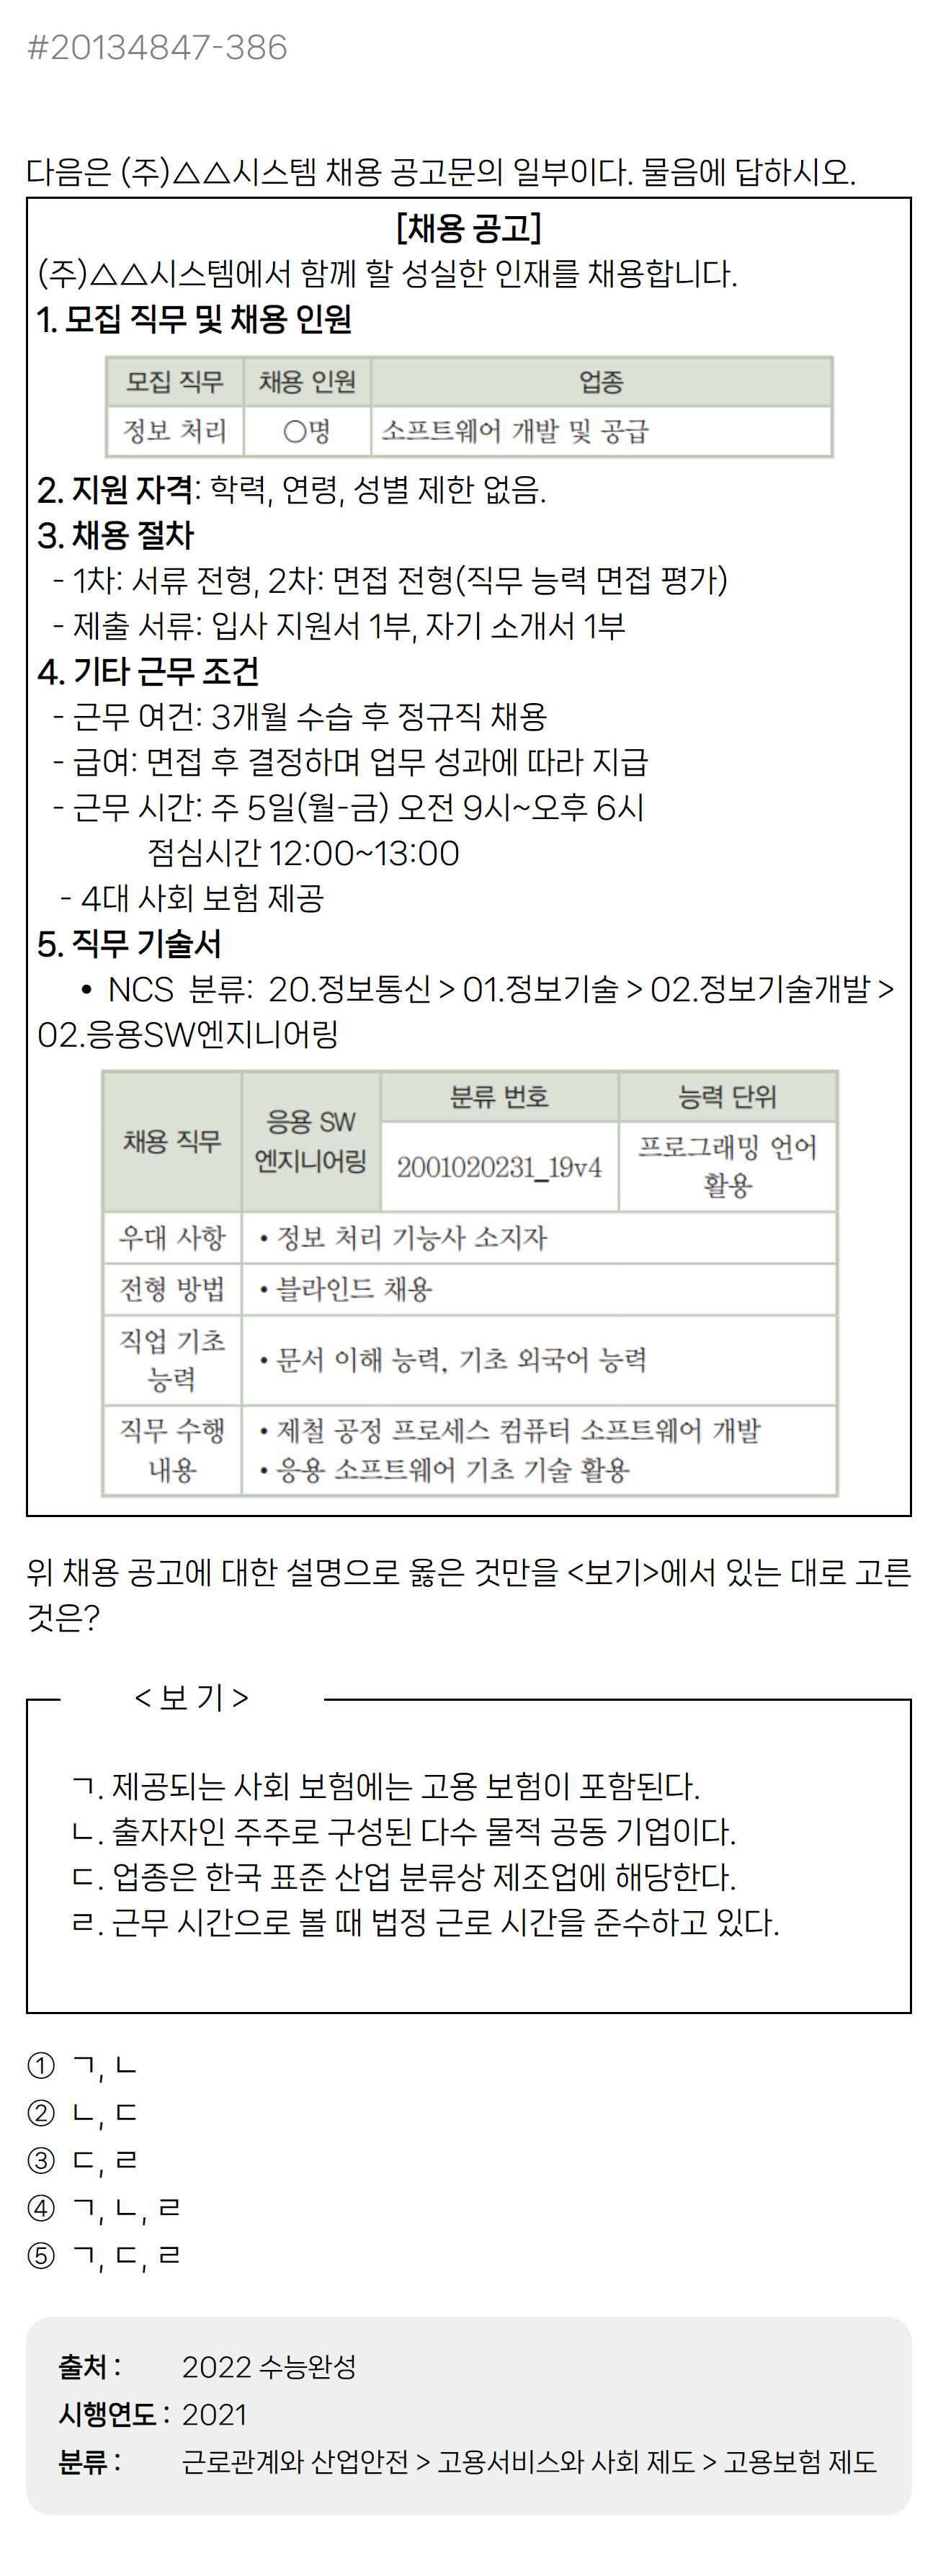 #20134847-386
다음은 (주)△△시스템 채용 공고문의 일부이다. 물음에 답하시오.
[채용 공고]
(주)△△시스템에서 함께 할 성실한 인재를 채용합니다.
1. 모집 직무 및 채용 인원
모집 직무 채용 인원 업종
정보 처리 ○명 소프트웨어 개발 및 공급
2. 지원 자격: 학력, 연령, 성별 제한 없음.
3. 채용 절차
- 1차: 서류 전형, 2차: 면접 전형(직무 능력 면접 평가)
- 제출 서류: 입사 지원서 1부, 자기 소개서 1부
4. 기타 근무 조건
- 근무 여건: 3개월 수습 후 정규직 채용
- 급여: 면접 후 결정하며 업무 성과에 따라 지급
- 근무 시간: 주 5일(월-금) 오전 9시~오후 6시
점심시간 12:00~13:00
- 4대 사회 보험 제공
5. 직무 기술서
• NCS 분류: 20.정보통신 > 01.정보기술 > 02.정보기술개발 >
02.응용SW엔지니어링
채용 직무 응용 SW 엔지니어링 분류 번호 능력 단위
2001020231_19v4 프로그래밍 언어 활용
우대 사항 • 정보 처리 기능사 소지자
전형 방법 • 블라인드 채용
직업 기초 능력 • 문서 이해 능력, 기초 외국어 능력
직무 수행 내용 • 제철 공정 프로세스 컴퓨터 소프트웨어 개발
• 응용 소프트웨어 기초 기술 활용
위 채용 공고에 대한 설명으로 옳은 것만을 <보기>에서 있는 대로 고른
것은?
< 보 기 >
ㄱ. 제공되는 사회 보험에는 고용 보험이 포함된다.
ㄴ. 출자자인 주주로 구성된 다수 물적 공동 기업이다.
ㄷ. 업종은 한국 표준 산업 분류상 제조업에 해당한다.
ㄹ. 근무 시간으로 볼 때 법정 근로 시간을 준수하고 있다.
① ㄱ, ㄴ
② ㄴ, ㄷ
③ ㄷ, ㄹ
④ ㄱ, ㄴ, ㄹ
⑤ ㄱ, ㄷ, ㄹ
출처 : 2022 수능완성
시행연도 : 2021
분류 : 근로관계와 산업안전 > 고용서비스와 사회 제도 > 고용보험 제도